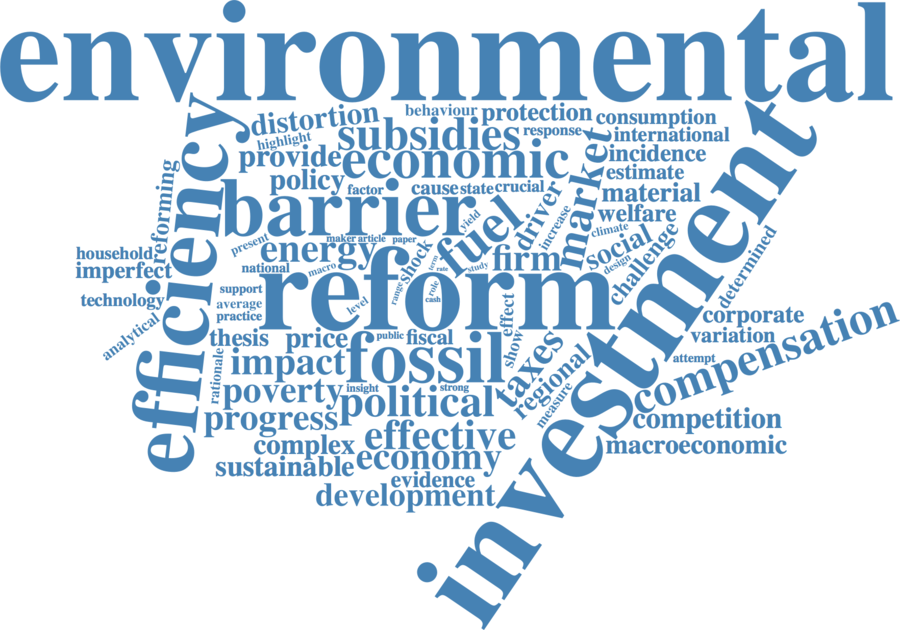 environmental
distortion
behaviour
protection
consumption
highlight
subsidies
response
international
provide
economic
market
incidence
reforming
efficiency
policy
factor
cause
state
crucial
driver
estimate
material
barrier
fuel
yield
increase
welfare
investment
present
maker
article
paper
climate
social
challenge
determined
household
energy
shock
firm
design
imperfect
national
macro
term
rate
study
technology
support
reform
range
role
cash
level
average
practice
effect
corporate
analytical
thesis
price
public
fiscal
show
taxes
variation
rationale
impact
fossil
regional
attempt
compensation
poverty
insight
strong
measure
progress
political
competition
complex
effective
macroeconomic
sustainable
economy
evidence
development